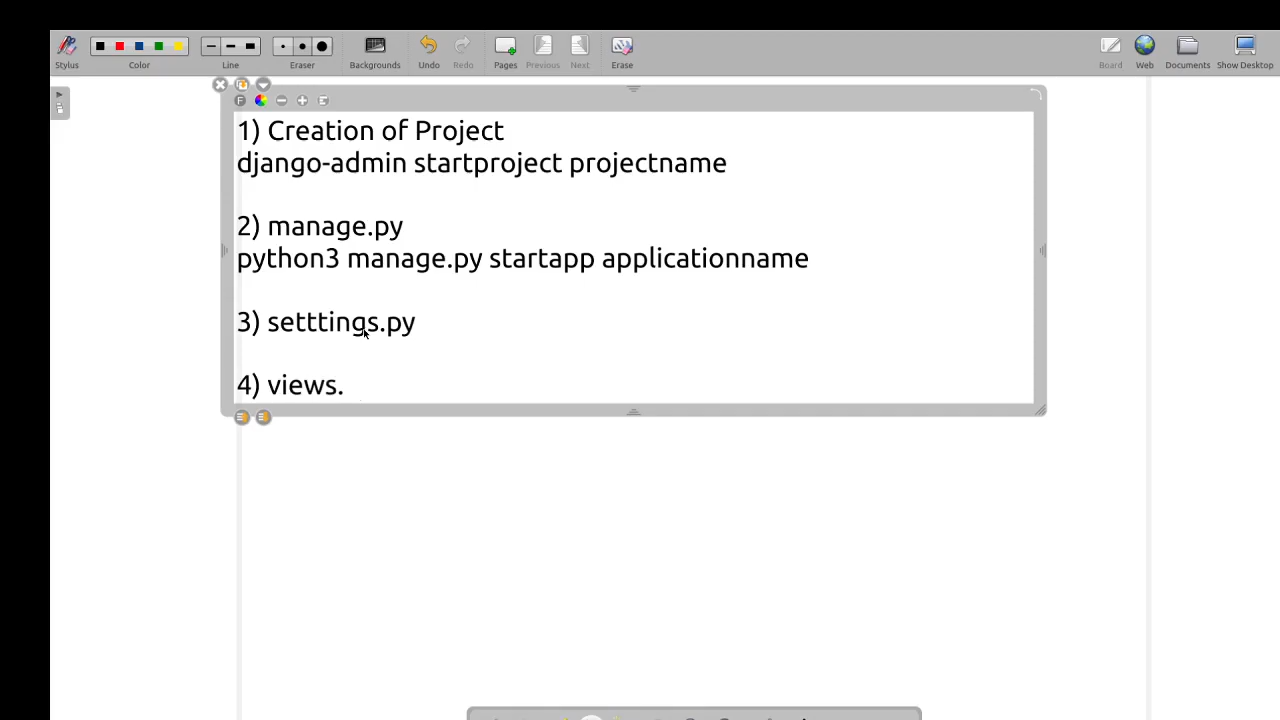 Stylus
Color
Line
Eraser
Backgrounds
Undo
Redo
Pages
Previous
Next
Erase
Board
Web
Documents
Show Desktop
F
1) Creation of Project
django-admin startproject projectname
2) manage.py
python3 manage.py startapp applicationname
3) setttings.py
4) views.